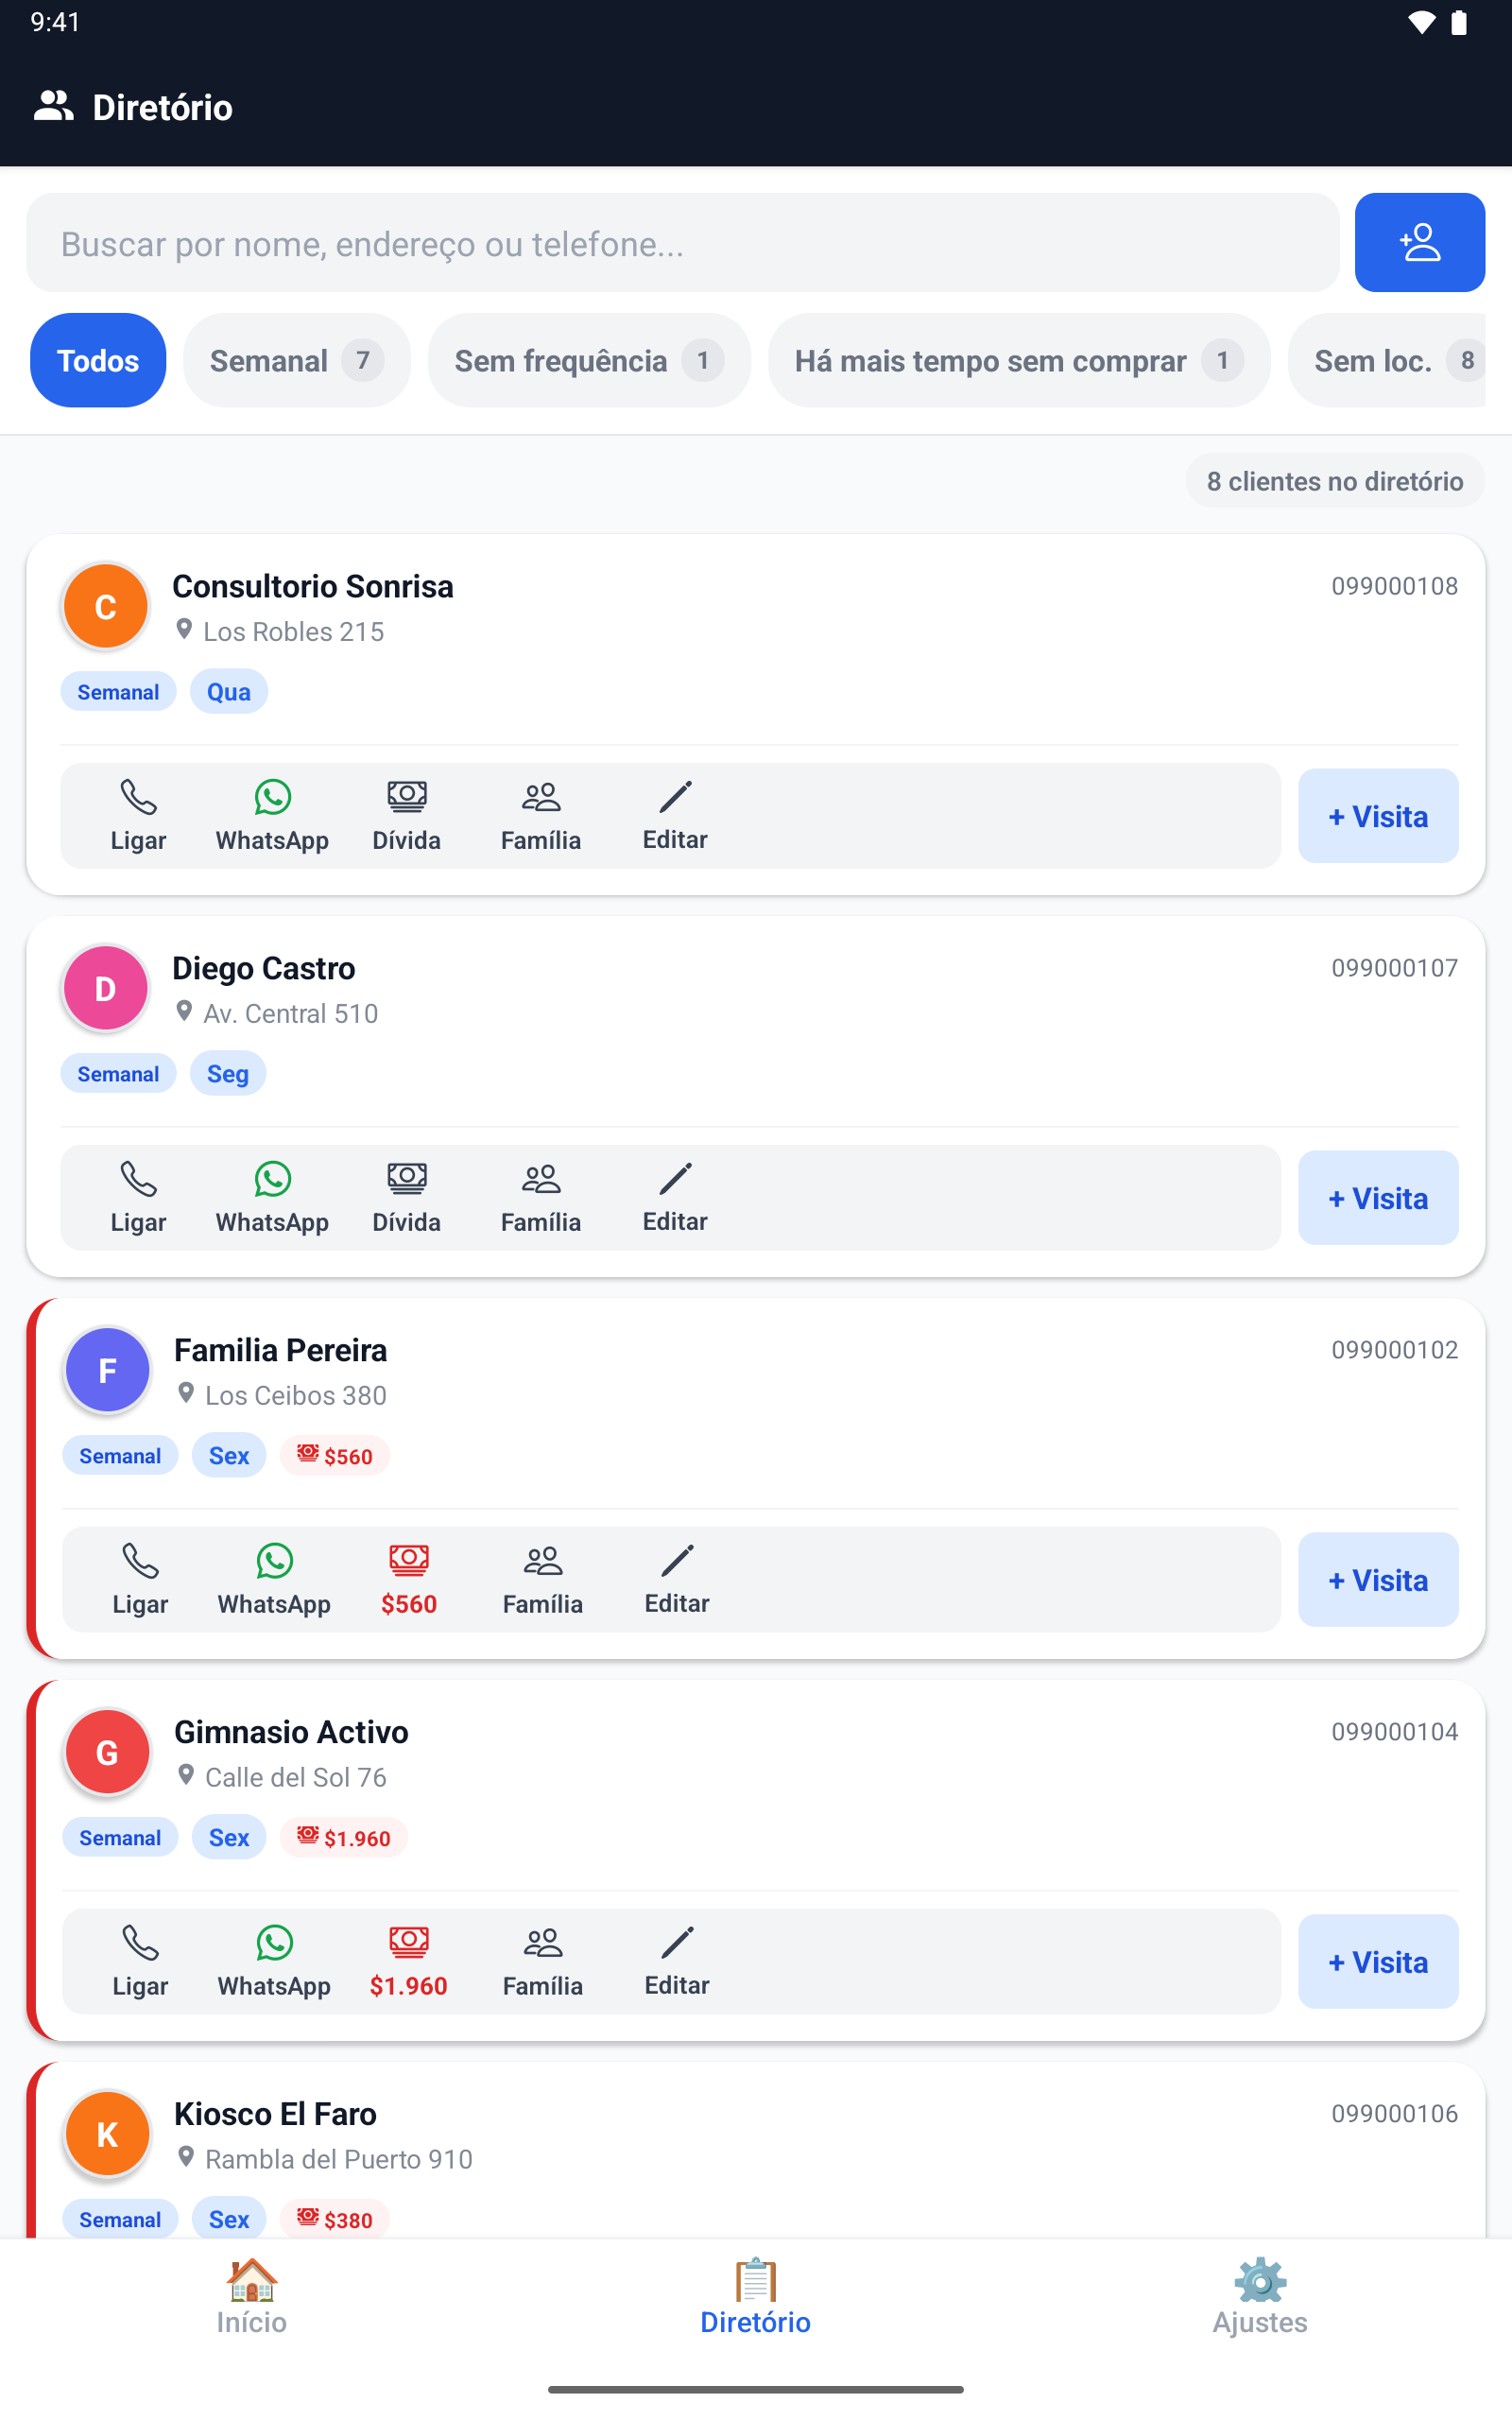 9:41
Diretório
Buscar por nome, endereço ou telefone...
Todos
Semanal 7
Sem frequência 1
Há mais tempo sem comprar 1
Sem loc. 8
8 clientes no diretório
C
Consultorio Sonrisa
099000108
Los Robles 215
Semanal Qua
Ligar WhatsApp Dívida Família Editar
+ Visita
D
Diego Castro
099000107
Av. Central 510
Semanal Seg
Ligar WhatsApp Dívida Família Editar
+ Visita
F
Familia Pereira
099000102
Los Ceibos 380
Semanal Sex $560
Ligar WhatsApp $560 Família Editar
+ Visita
G
Gimnasio Activo
099000104
Calle del Sol 76
Semanal Sex $1.960
Ligar WhatsApp $1.960 Família Editar
+ Visita
K
Kiosco El Faro
099000106
Rambla del Puerto 910
Semanal Sex $380
Início Diretório Ajustes